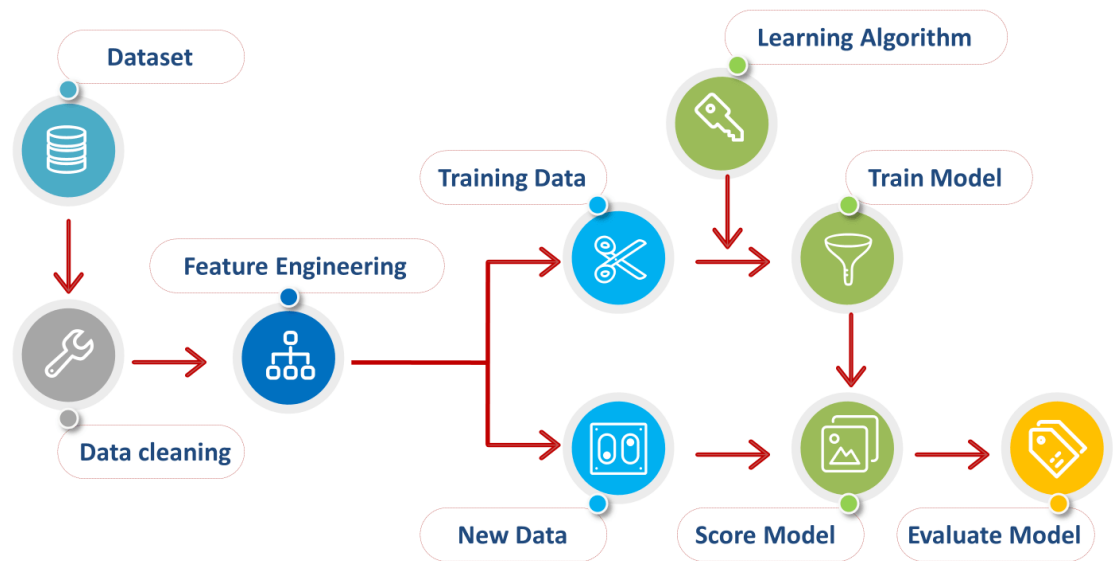 Dataset
Learning Algorithm
Training Data
Train Model
Feature Engineering
Data cleaning
New Data
Score Model
Evaluate Model